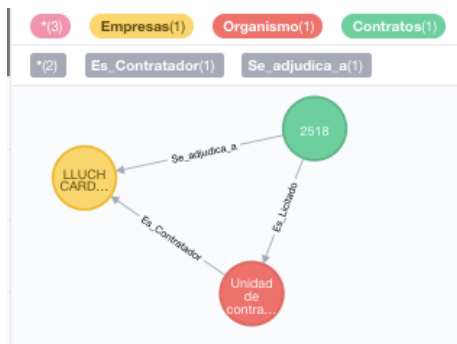 *(3) Empresas(1) Organismo(1) Contratos(1)
*(2) Es_Contratador(1) Se_adjudica_a(1)
2518
Se_adjudica_a
LLUCH
CARD...
Es_Licitado
Es_Contratador
Unidad
de
contra...